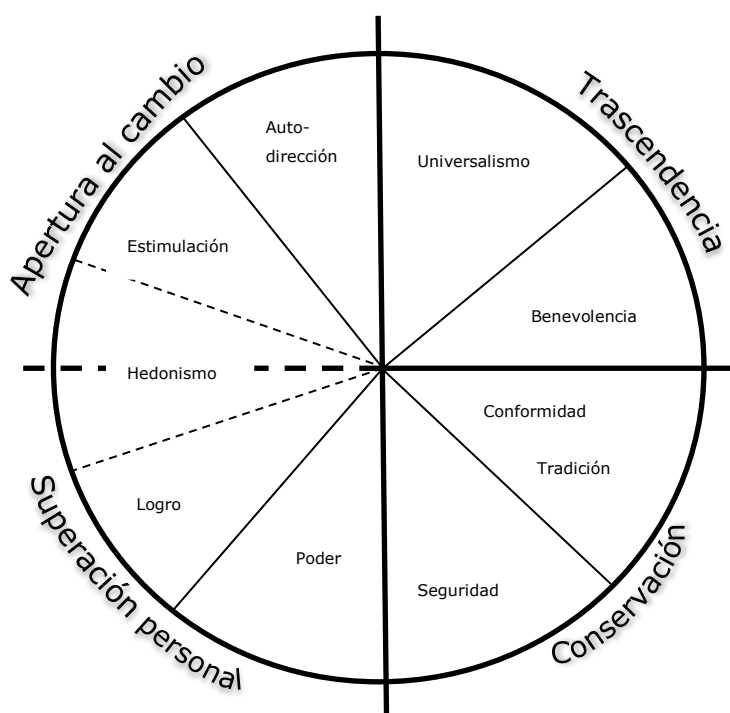 Apertura al cambio
Trascendencia
Auto-
dirección
Universalismo
Estimulación
Benevolencia
Hedonismo
Conformidad
Tradición
Logro
Poder
Seguridad
Superación personal
Conservación